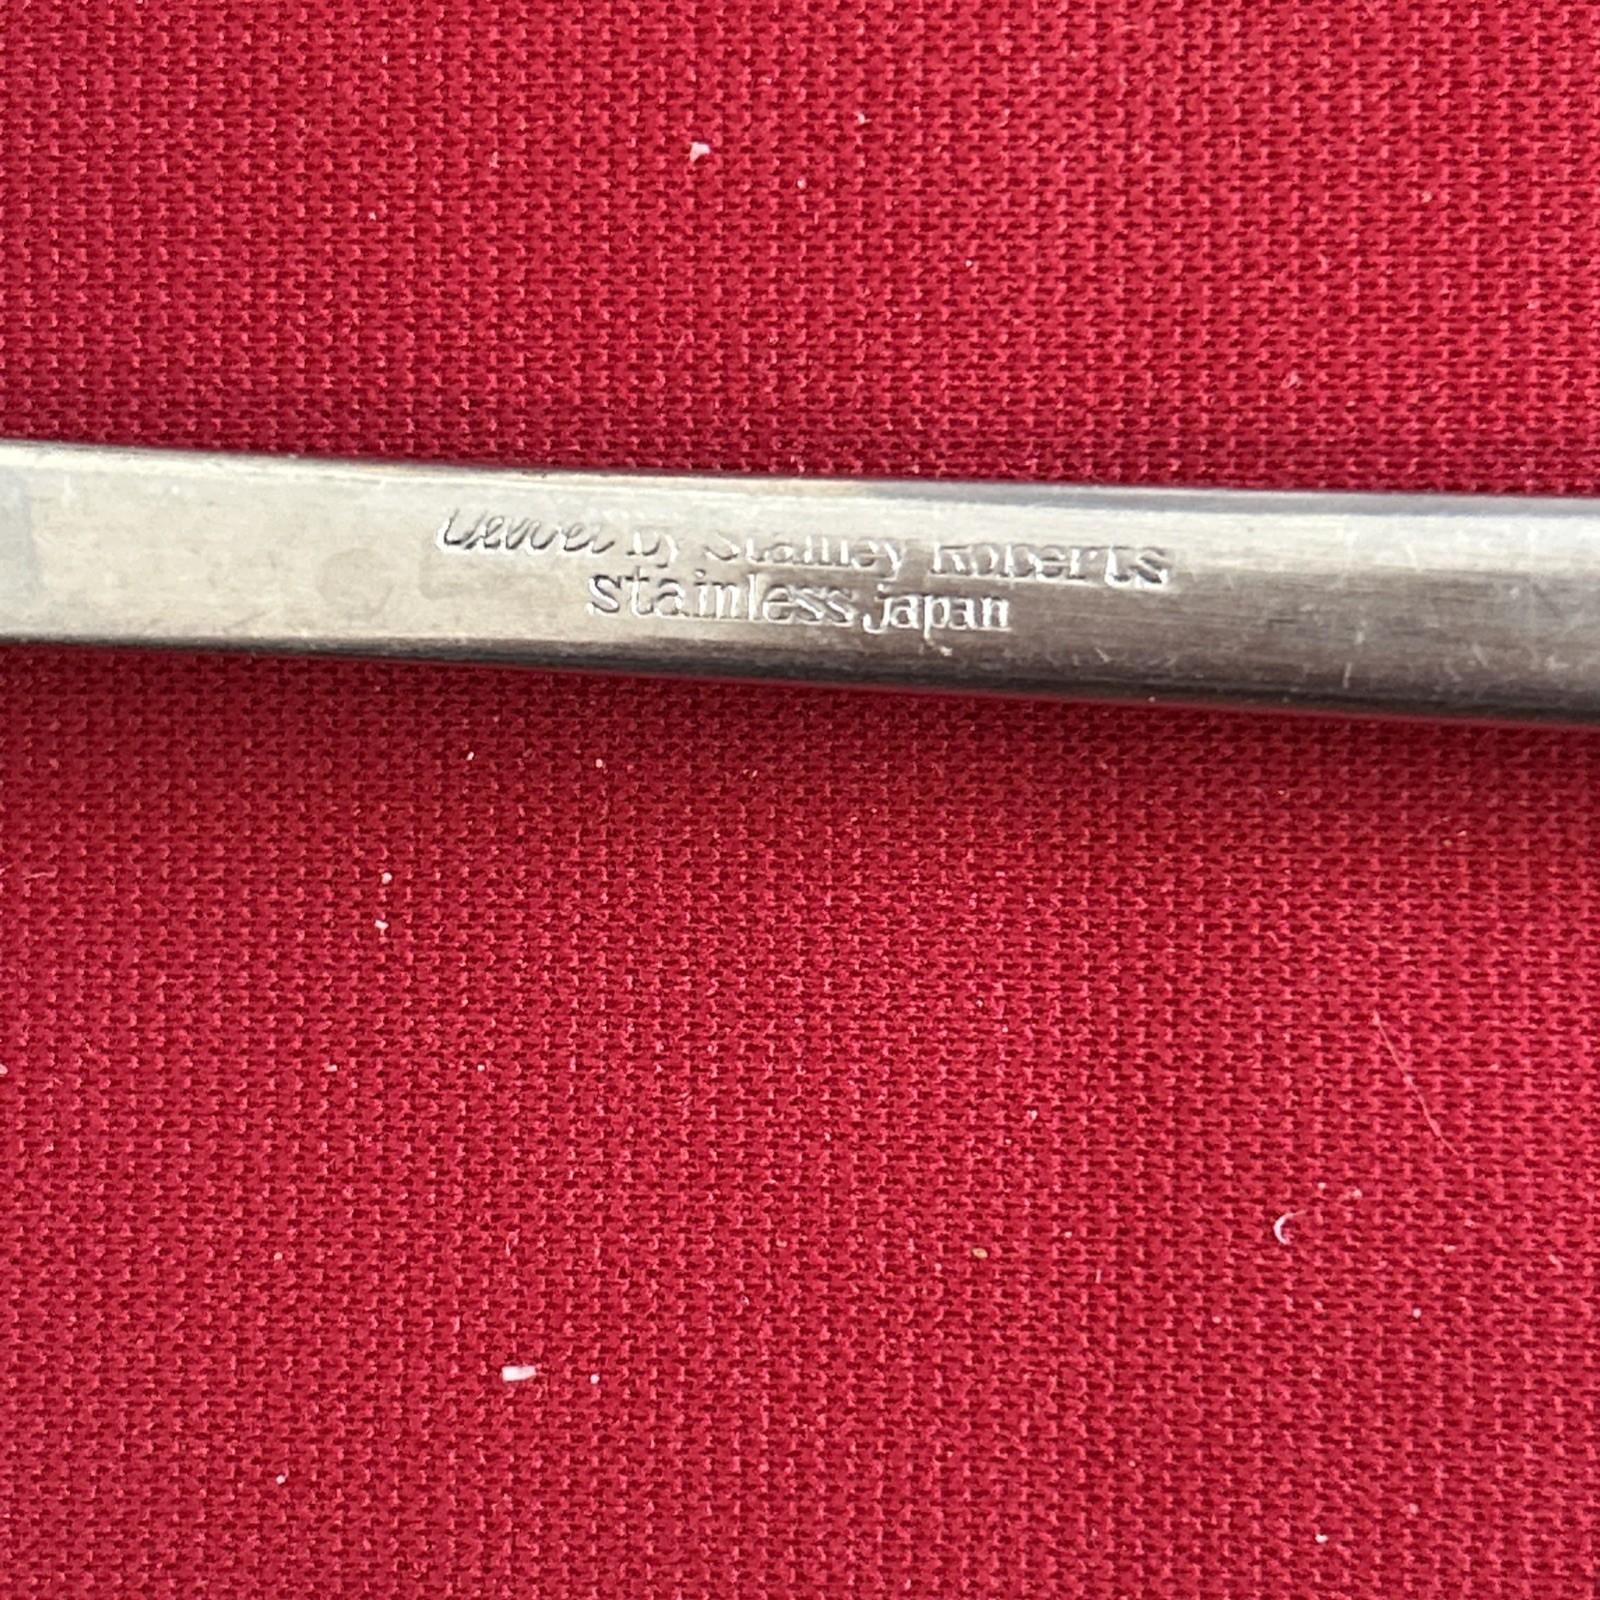 by Stanley Roberts
stainless japan